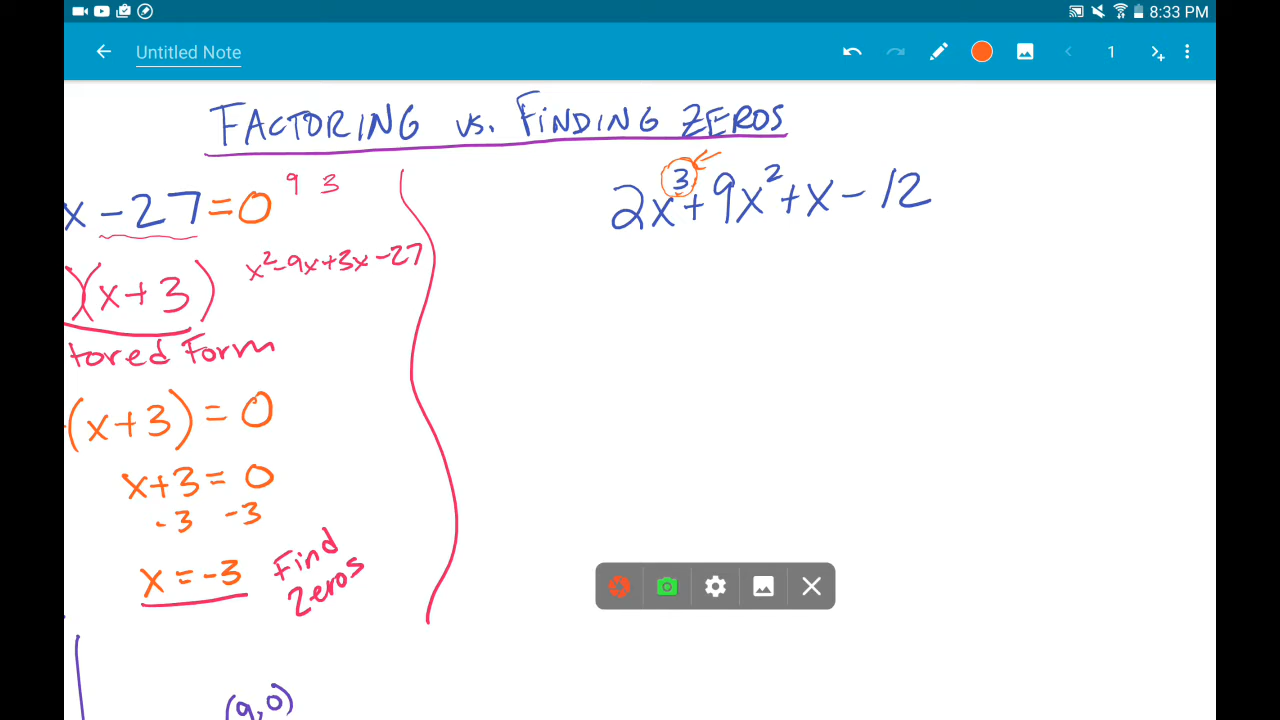 8:33 PM
Untitled Note
1
FACTORING vs. FINDING ZEROS
x - 27 = 0
9 3
)(x + 3)
x² - 9x + 3x - 27
tored Form
(x + 3) = 0
x + 3 = 0
- 3 - 3
x = -3
Find
Zeros
(9, 0)
2x³ + 9x² + x - 12